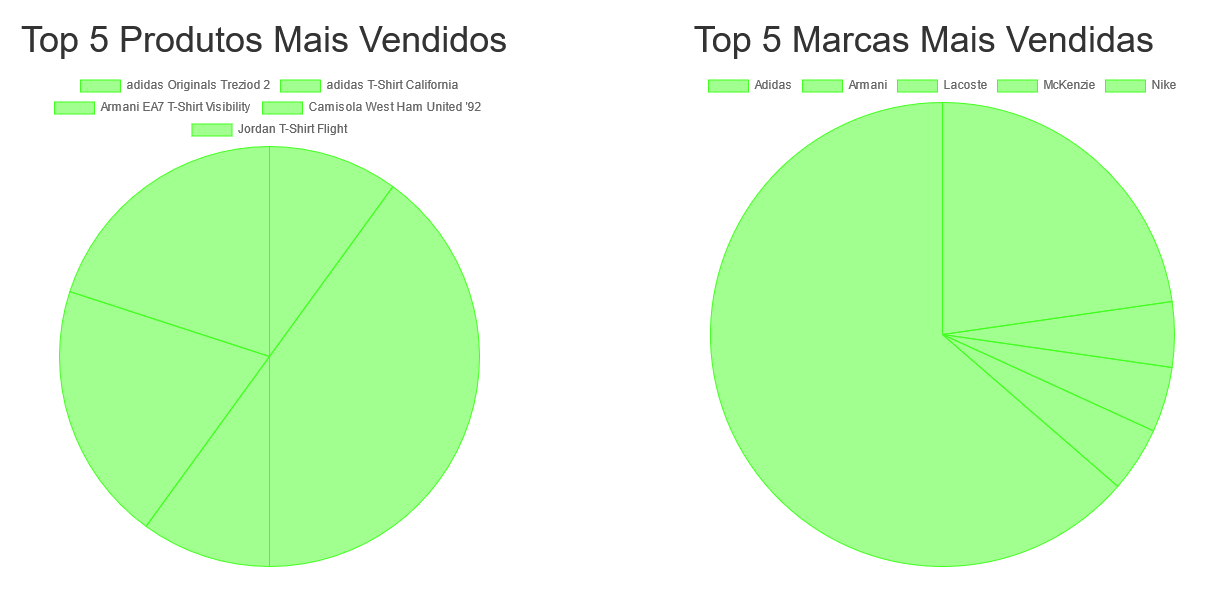 Top 5 Produtos Mais Vendidos
adidas Originals Treziod 2 adidas T-Shirt California
Armani EA7 T-Shirt Visibility Camisola West Ham United '92
Jordan T-Shirt Flight
Top 5 Marcas Mais Vendidas
Adidas Armani Lacoste McKenzie Nike